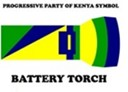 PROGRESSIVE PARTY OF KENYA SYMBOL
BATTERY TORCH